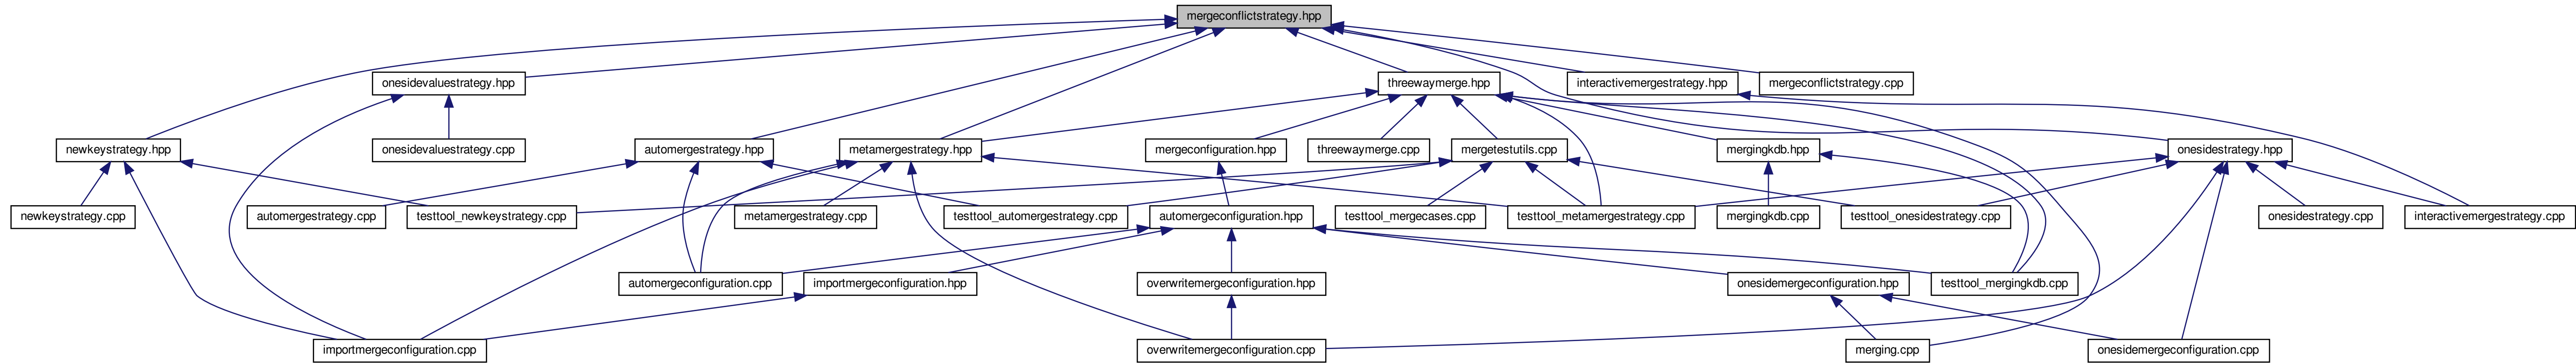 mergeconflictstrategy.hpp
onesidevaluestrategy.hpp
threewaymerge.hpp
interactivemergestrategy.hpp
mergeconflictstrategy.cpp
newkeystrategy.hpp
onesidevaluestrategy.cpp
automergestrategy.hpp
metamergestrategy.hpp
mergeconfiguration.hpp
threewaymerge.cpp
mergetestutils.cpp
mergingkdb.hpp
onesidestrategy.hpp
newkeystrategy.cpp
automergestrategy.cpp
testtool_newkeystrategy.cpp
metamergestrategy.cpp
testtool_automergestrategy.cpp
automergeconfiguration.hpp
testtool_mergecases.cpp
testtool_metamergestrategy.cpp
mergingkdb.cpp
testtool_onesidestrategy.cpp
onesidestrategy.cpp
interactivemergestrategy.cpp
automergeconfiguration.cpp
importmergeconfiguration.hpp
overwritemergeconfiguration.hpp
onesidemergeconfiguration.hpp
testtool_mergingkdb.cpp
importmergeconfiguration.cpp
overwritemergeconfiguration.cpp
merging.cpp
onesidemergeconfiguration.cpp